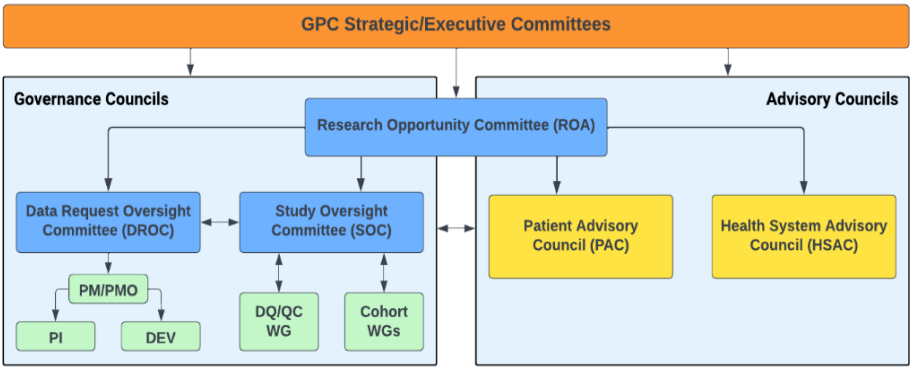 GPC Strategic/Executive Committees
Governance Councils
Advisory Councils
Research Opportunity Committee (ROA)
Data Request Oversight
Committee (DROC)
Study Oversight
Committee (SOC)
Patient Advisory
Council (PAC)
Health System Advisory
Council (HSAC)
PM/PMO
PI
DEV
DQ/QC
WG
Cohort
WGs